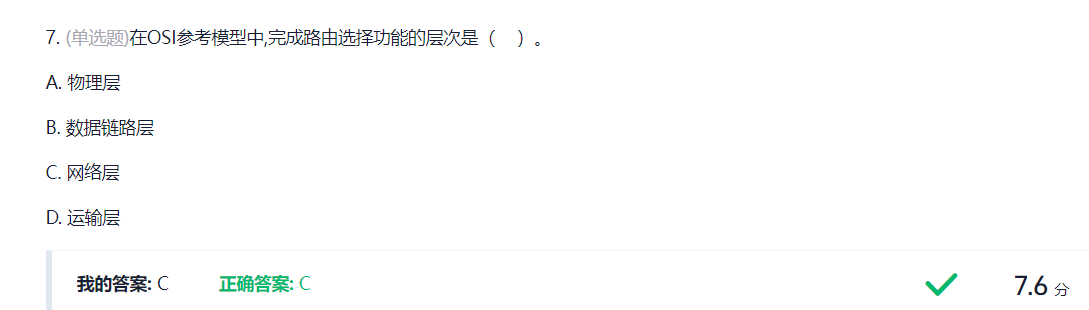 7. (单选题)在OSI参考模型中,完成路由选择功能的层次是（    ）。
A. 物理层
B. 数据链路层
C. 网络层
D. 运输层
我的答案: C 正确答案: C 7.6 分